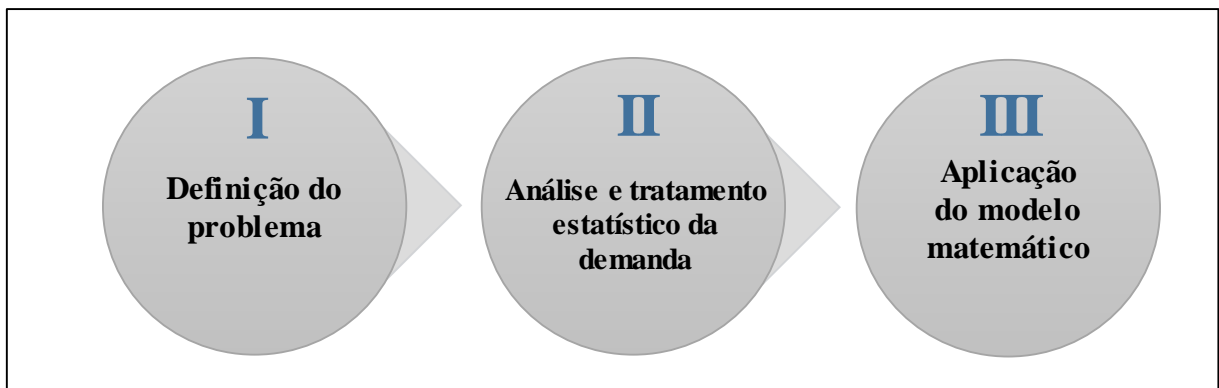 I
Definição do
problema
II
Análise e tratamento
estatístico da
demanda
III
Aplicação
do modelo
matemático